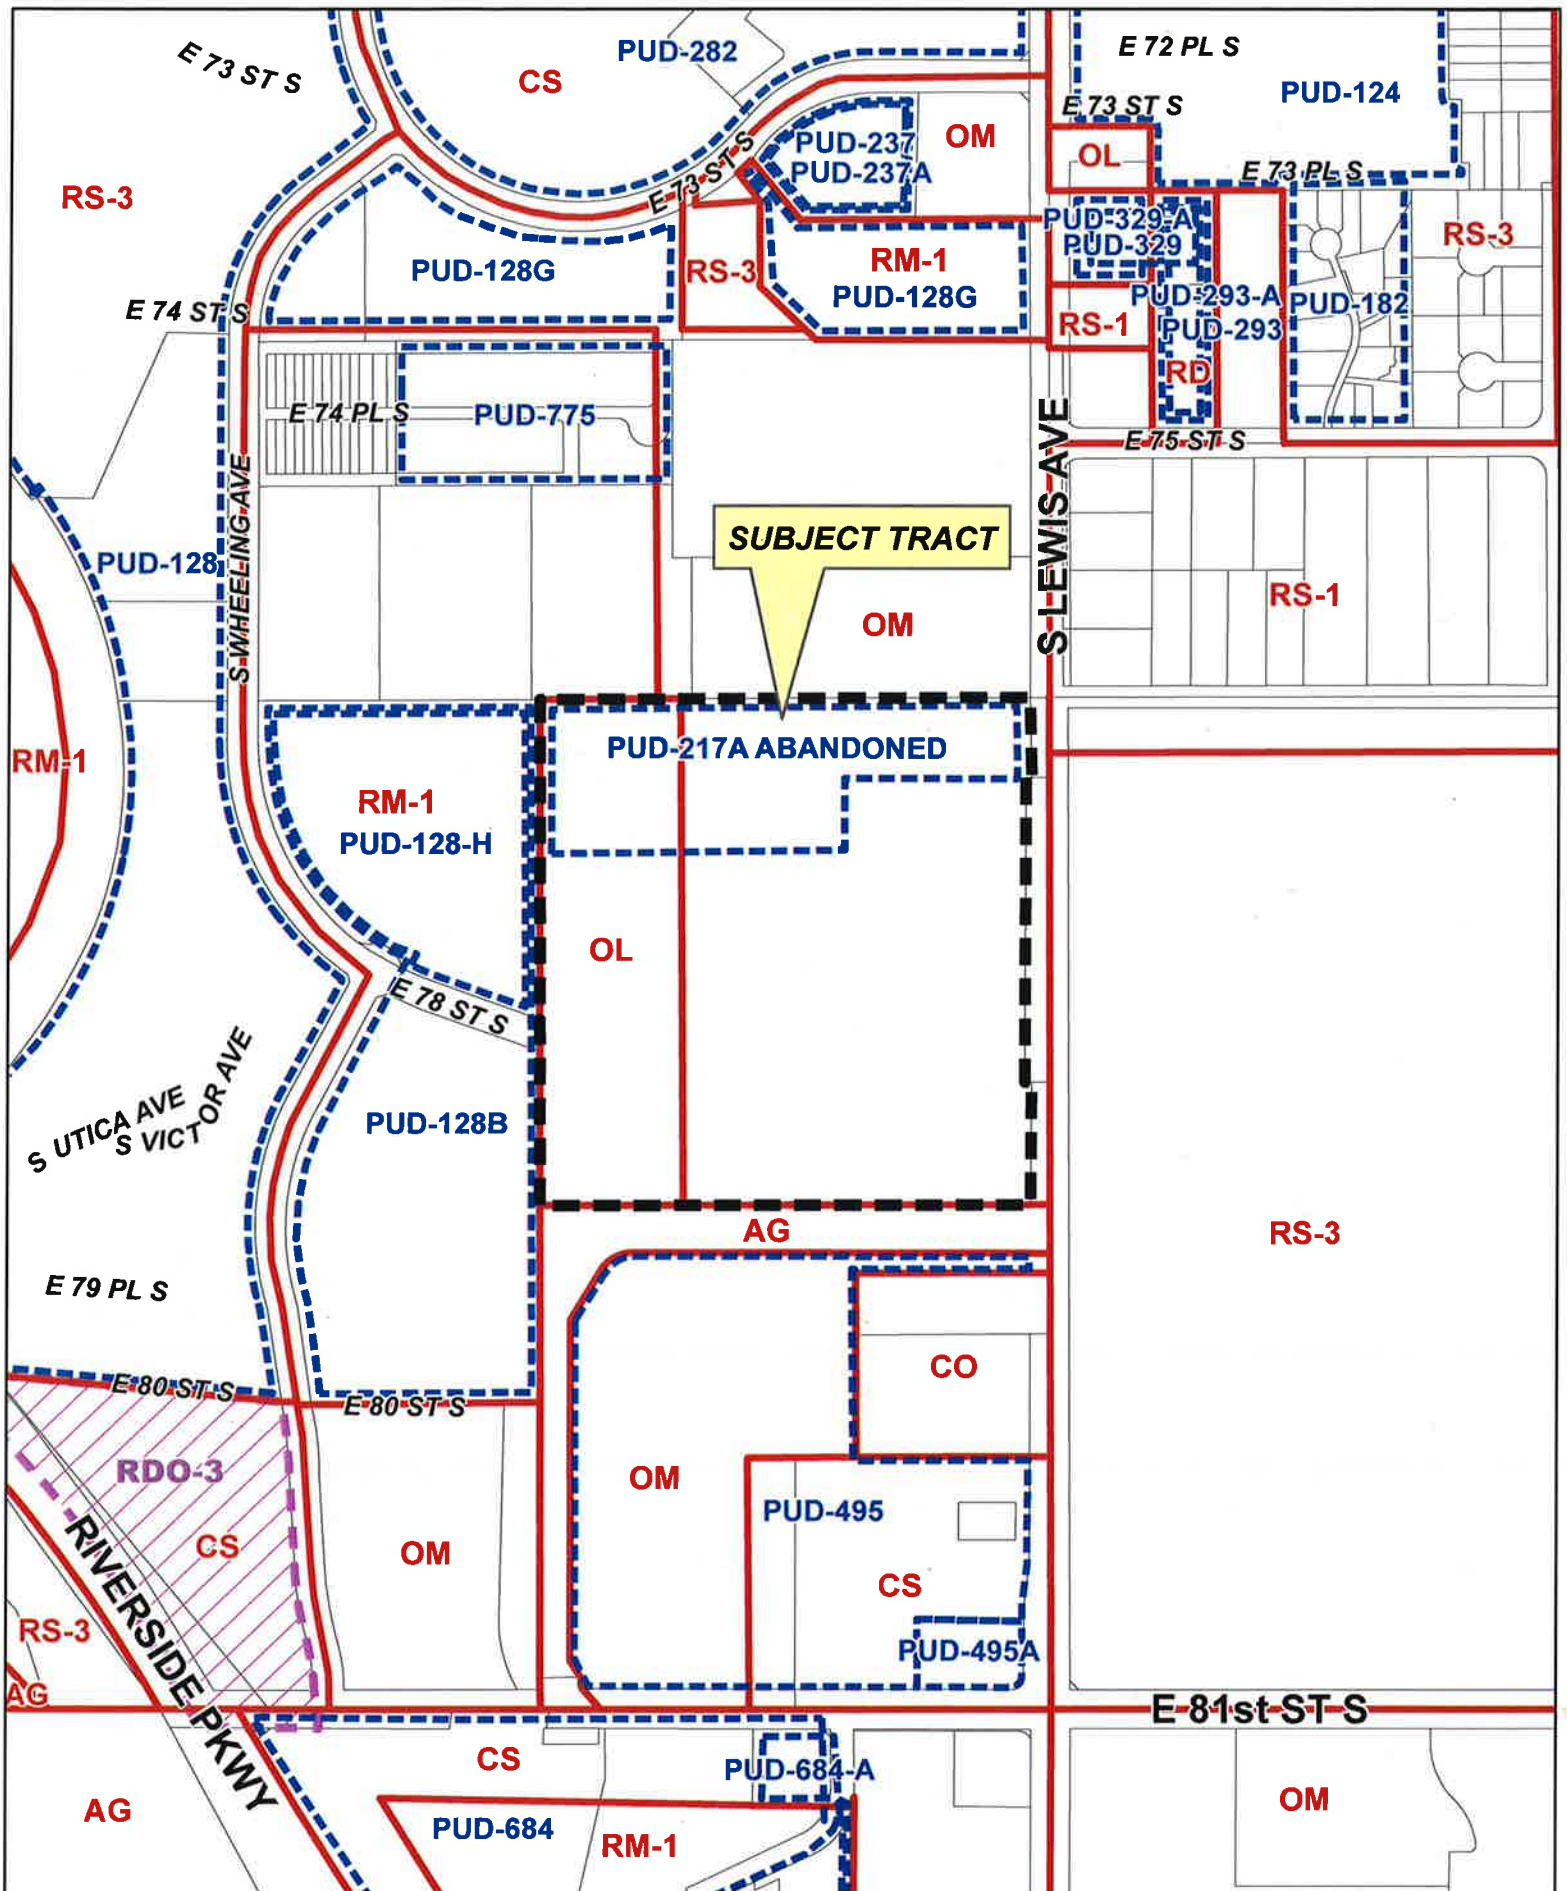 E 73 ST S
CS
PUD-282
E 72 PL S
PUD-124
E 73 ST S
OL
E 73 PL S
RS-3
PUD-237
PUD-237A
OM
E 73 ST S
PUD-329-A
PUD-329
RS-3
PUD-128G
RS-3
RM-1
PUD-128G
PUD-293-A
PUD-293
PUD-182
E 74 ST S
RS-1
RD
E 74 PL S
PUD-775
E 75 ST S
S LEWIS AVE
SUBJECT TRACT
S WHEELING AVE
PUD-128
OM
RS-1
RM-1
PUD-217A ABANDONED
RM-1
PUD-128-H
OL
E 78 ST S
S UTICA AVE
S VICTOR AVE
PUD-128B
AG
RS-3
E 79 PL S
E 80 ST S
E 80 ST S
CO
RDO-3
OM
PUD-495
CS
OM
CS
RS-3
PUD-495A
AG
RIVERSIDE PKWY
E 81st ST S
CS
PUD-684-A
AG
PUD-684
RM-1
OM